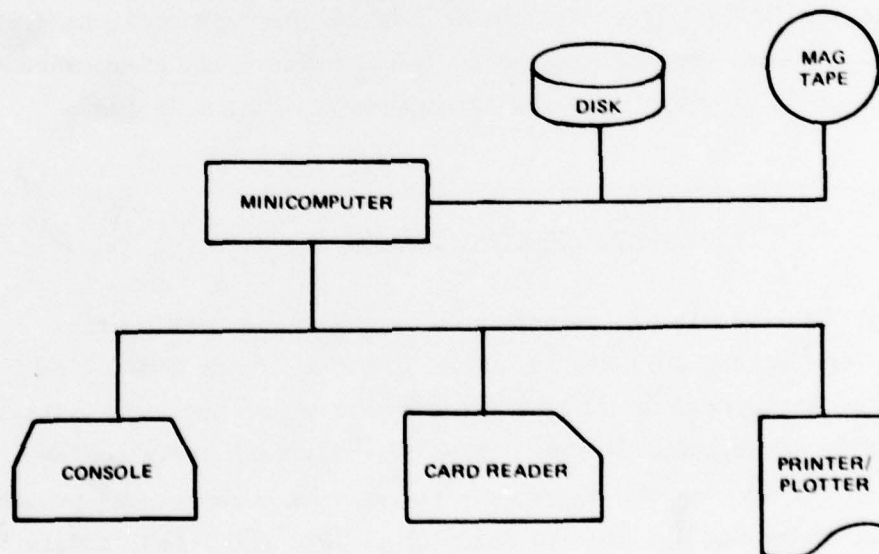 MAG
TAPE
DISK
MINICOMPUTER
CONSOLE
CARD READER
PRINTER/
PLOTTER